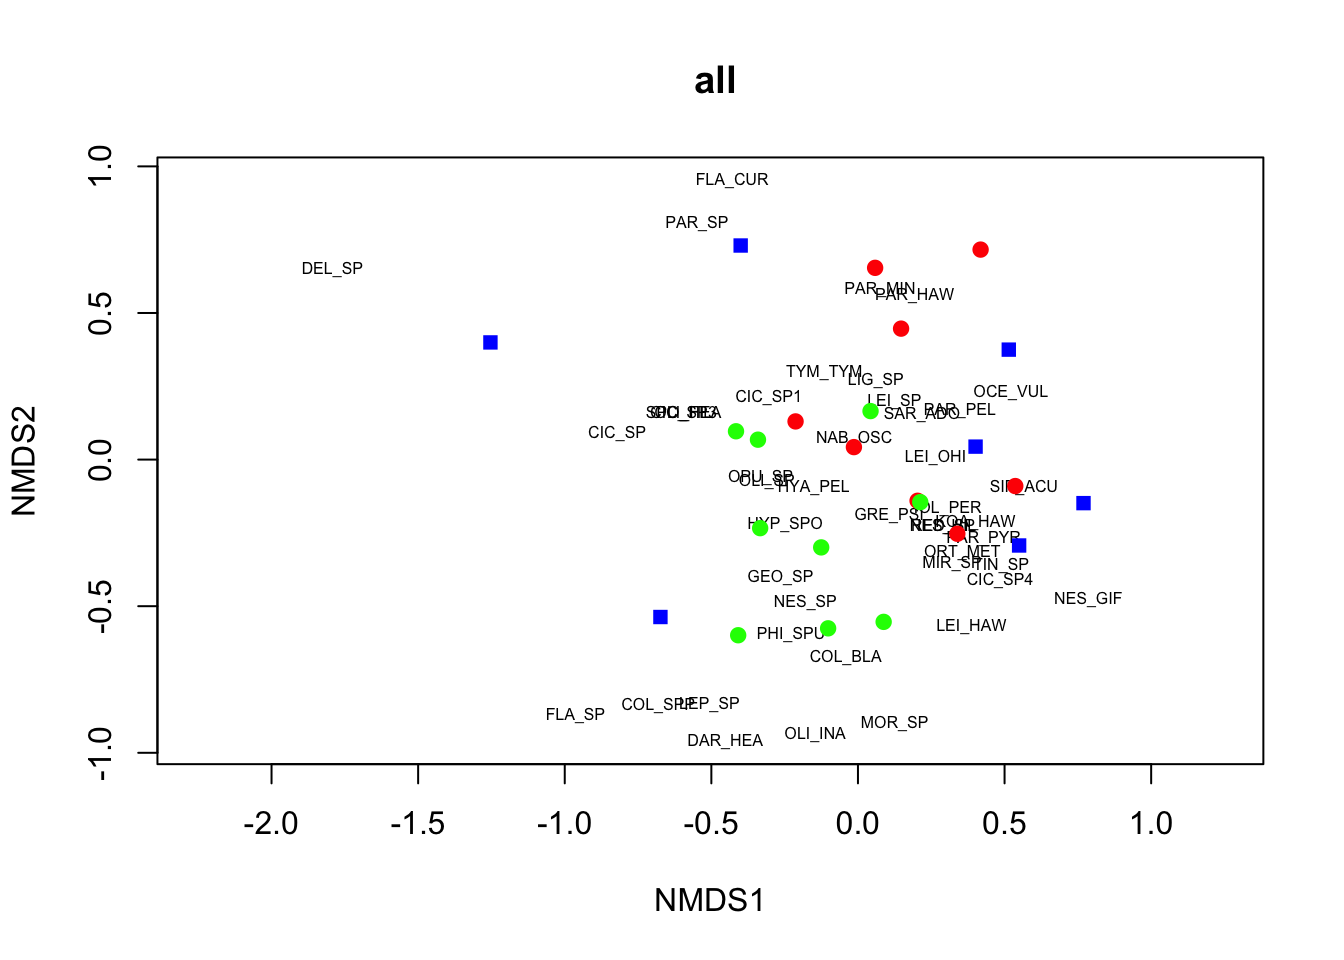 all
1.0
FLA_CUR
PAR_SP
DEL_SP
PAR_MIN
PAR_HAW
0.5
TYM_TYM
LIG_SP
OCE_VUL
CIC_SP1
LEI_SP
PAR_PEL
SAR_ADO
CIC_SP
NAB_OSC
0.0
LEI_OHI
OPU_SP
HYA_PEL
GRE_PSI
HYP_SPO
KOA_HAW
PAR_PYR
ORT_MET
MIR_SP
TIN_SP
GEO_SP
CIC_SP4
NES_SP
NES_GIF
-0.5
LEI_HAW
PHI_SPU
COL_BLA
COL_SPP
LEP_SP
FLA_SP
MOR_SP
OLI_INA
DAR_HEA
-1.0
NMDS2
-2.0 -1.5 -1.0 -0.5 0.0 0.5 1.0
NMDS1